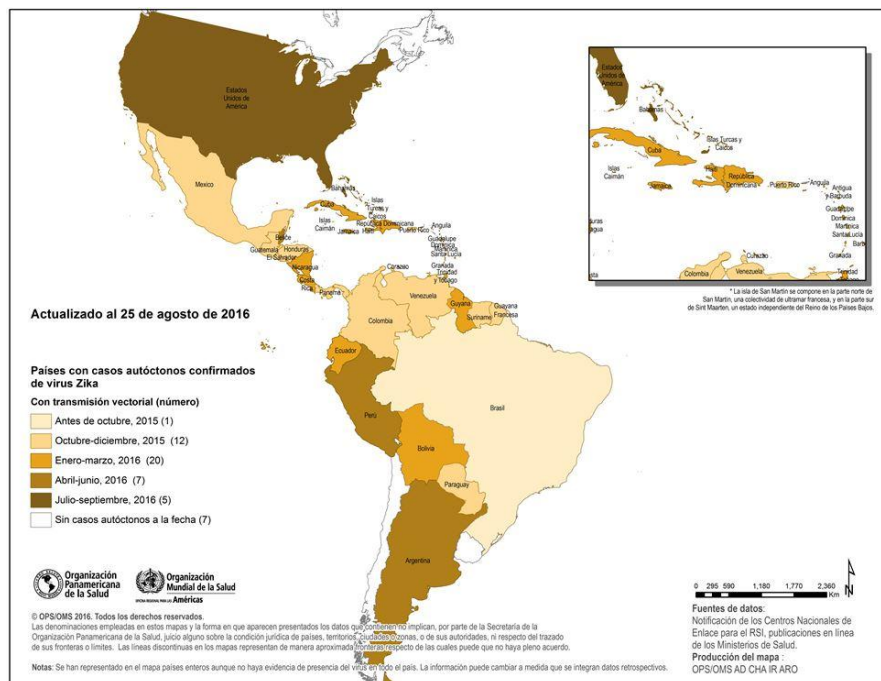 Estados
Unidos de
América
Mexico
Bahamas
Cuba
Islas
Turcas y
Caicos
Islas
Caimán
República Dominicana
Jamaica
Haití
Puerto Rico
Anguila
Belice
Guatemala
Honduras
El Salvador
Nicaragua
Costa
Rica
Panama
Guadalupe
Dominica
Martinica
Santa Lucía
Granada
Trinidad
y Tobago
Curazao
Venezuela
Colombia
Guyana
Suriname
Guayana
Francesa
Ecuador
Perú
Brasil
Bolivia
Paraguay
Argentina
Estados
Unidos de
América
Bahamas
Islas Turcas y
Caicos
Cuba
Islas
Caimán
Jamaica
Haití
República
Dominicana
Puerto Rico
Anguila
Antigua
y Barbuda
Guadalupe
Dominica
Martinica
Santa Lucía
Barb
Granada
Trinidad
Curazao
Colombia
Venezuela
* La isla de San Martin se compone en la parte norte de
San Martin, una colectividad de ultramar francesa, y en la parte sur
de Sint Maarten, un estado independiente del Reino de los Paises Bajos.
Actualizado al 25 de agosto de 2016
Países con casos autóctonos confirmados
de virus Zika
Con transmisión vectorial (número)
Antes de octubre, 2015 (1)
Octubre-diciembre, 2015 (12)
Enero-marzo, 2016 (20)
Abril-junio, 2016 (7)
Julio-septiembre, 2016 (5)
Sin casos autóctonos a la fecha (7)
Organización
Panamericana
de la Salud
Organización
Mundial de la Salud
OFICINA REGIONAL PARA LAS Américas
© OPS/OMS 2016. Todos los derechos reservados.
Las denominaciones empleadas en estos mapas y la forma en que aparecen presentados los datos que contienen no implican, por parte de la Secretaría de la
Organización Panamericana de la Salud, juicio alguno sobre la condición jurídica de países, territorios, ciudades o zonas, o de sus autoridades, ni respecto del trazado
de sus fronteras o límites. Las líneas discontinuas en los mapas representan de manera aproximada fronteras respecto de las cuales puede que no haya pleno acuerdo.
Notas: Se han representado en el mapa países enteros aunque no haya evidencia de presencia del virus en todo el país. La información puede cambiar a medida que se integran datos retrospectivos.
N
0 295 590 1,180 1,770 2,360
Km
Fuentes de datos:
Notificación de los Centros Nacionales de
Enlace para el RSI, publicaciones en linea
de los Ministerios de Salud.
Producción del mapa :
OPS/OMS AD CHA IR ARO